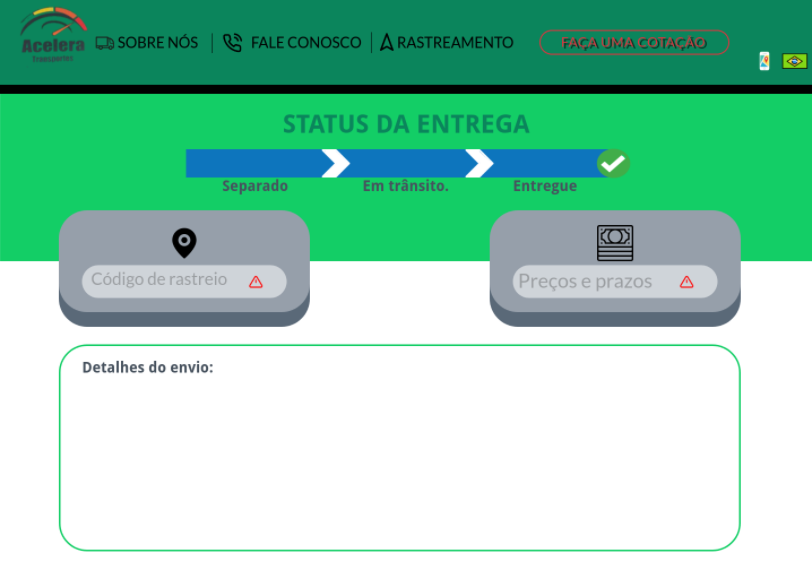 Acelera
Transportes
SOBRE NÓS
FALE CONOSCO
RASTREAMENTO
FAÇA UMA COTAÇÃO
STATUS DA ENTREGA
Separado
Em trânsito.
Entregue
Código de rastreio
Preços e prazos
Detalhes do envio: